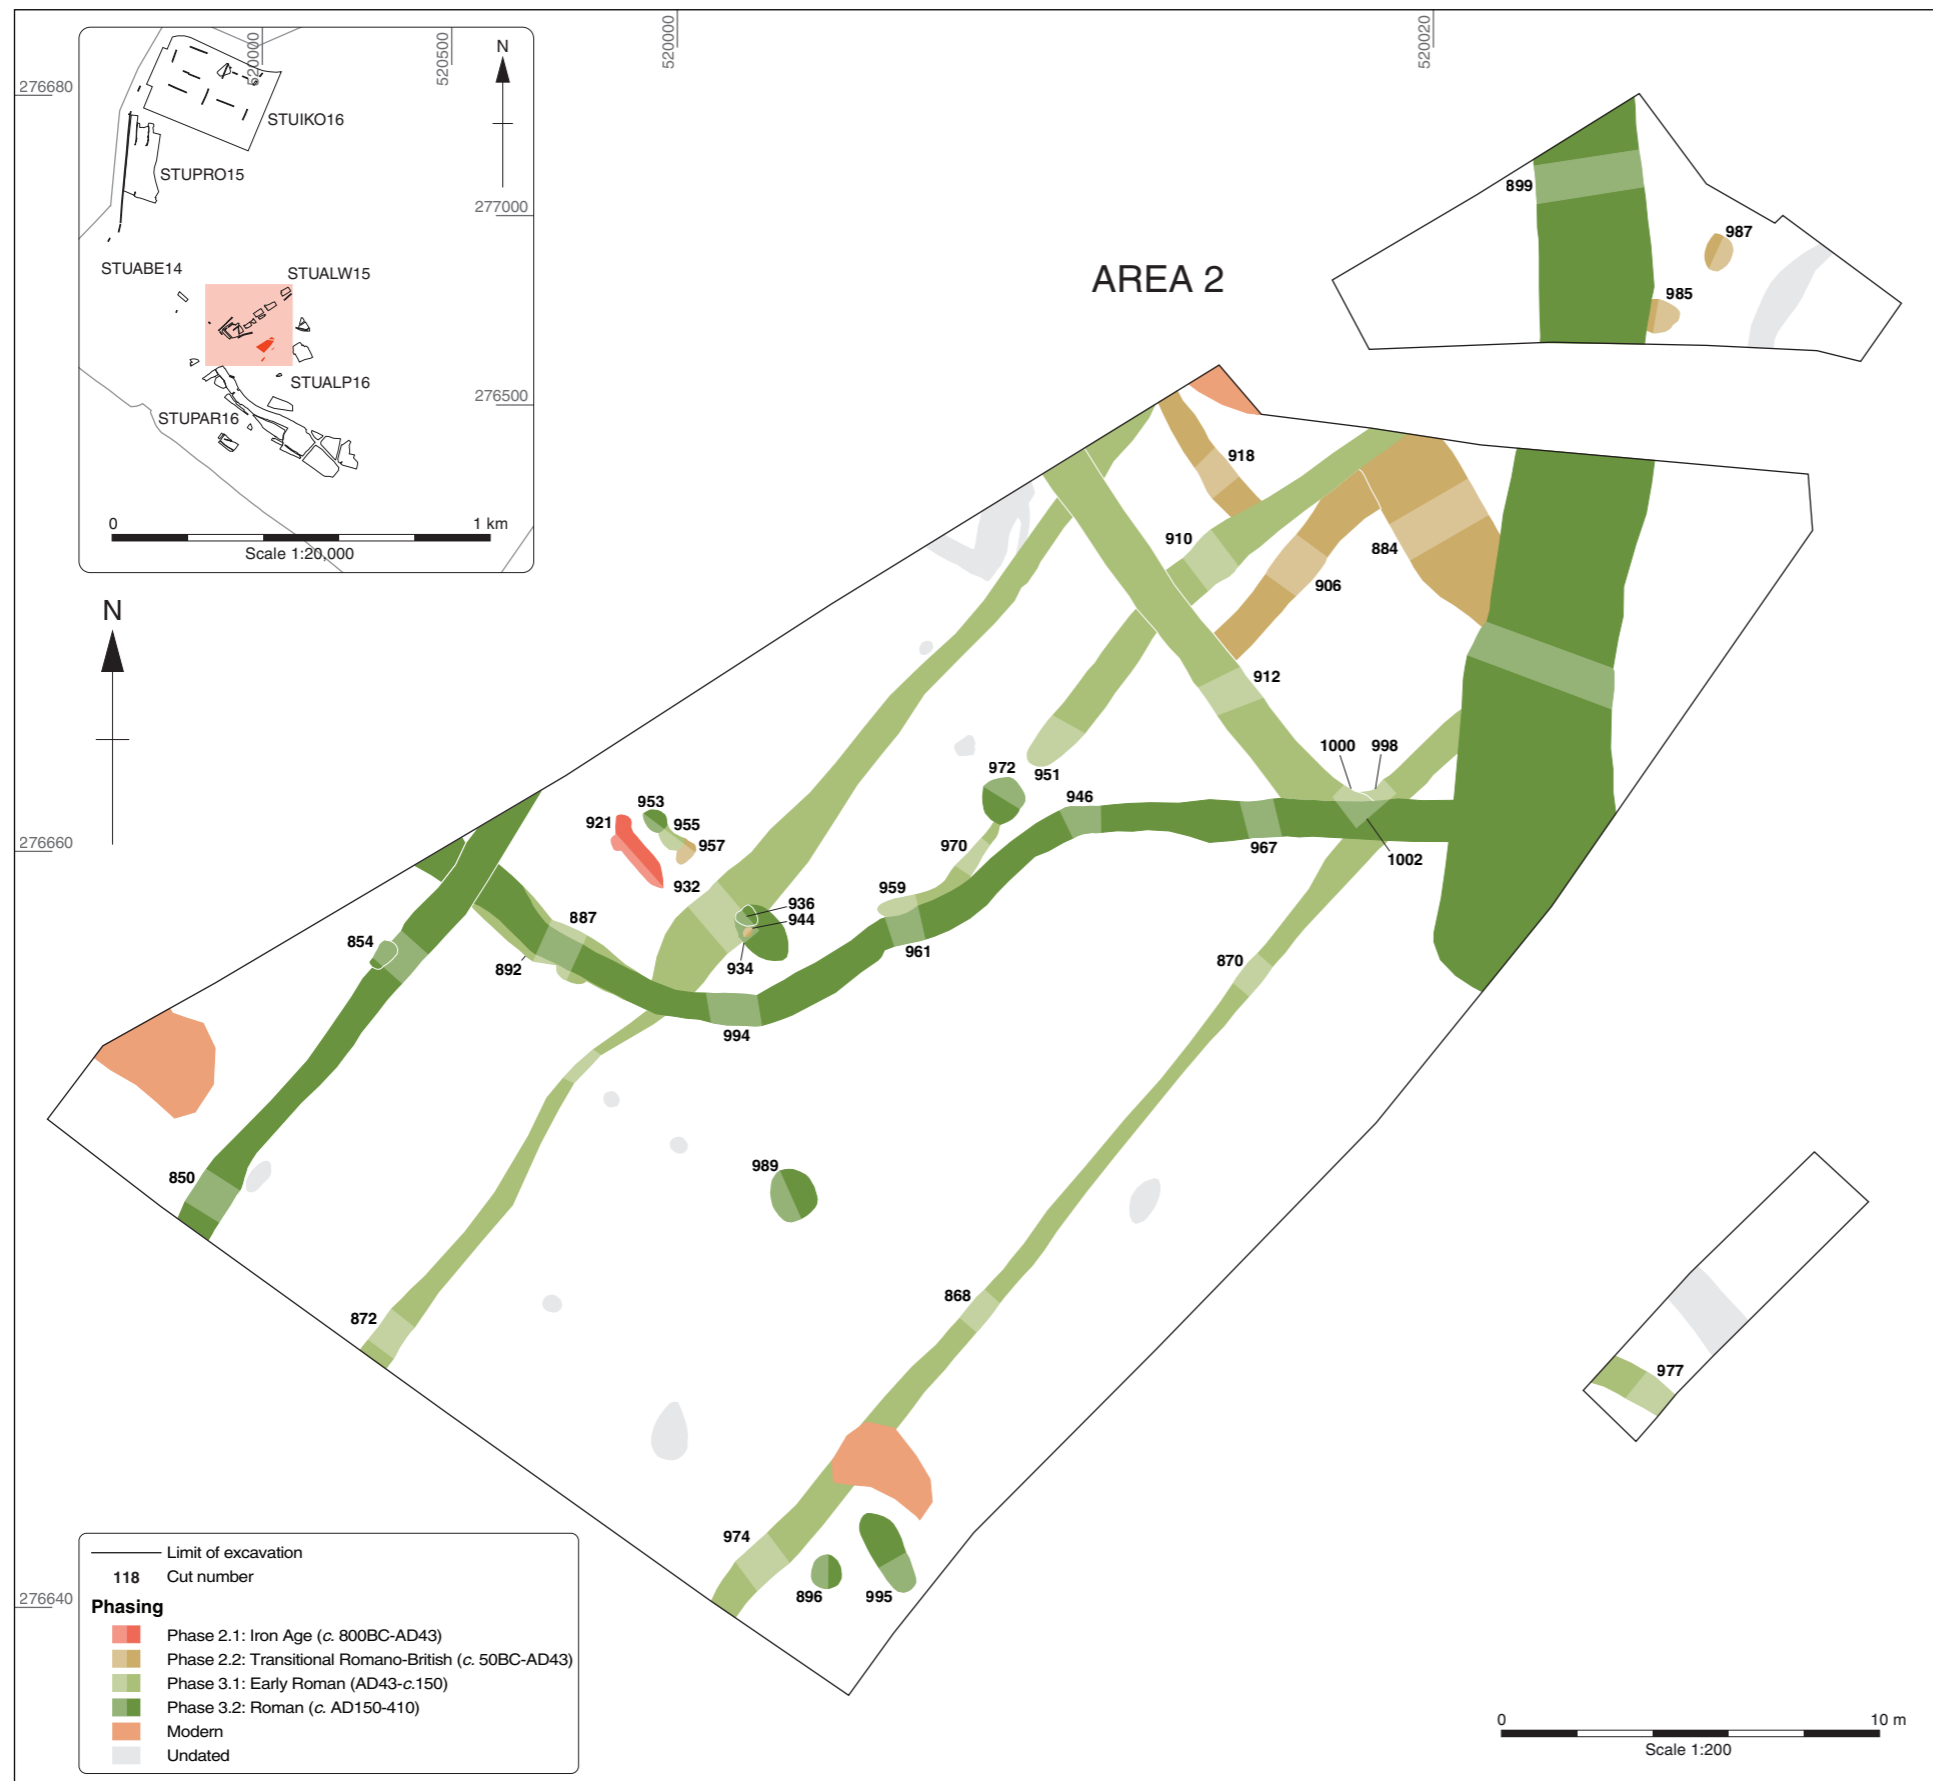 520000
520020
276680
520000
520500
N
STUIKO16
STUPRO15
277000
STUABE14
STUALW15
STUALP16
276500
STUPAR16
0
1 km
Scale 1:20,000
AREA 2
899
987
985
918
910
884
906
N
912
1000
998
972
951
946
953
921
955
276660
957
970
967
1002
932
959
936
944
887
854
892
934
961
870
994
989
850
868
872
977
974
896
995
276640
Limit of excavation
118 Cut number
Phasing
Phase 2.1: Iron Age (c. 800BC-AD43)
Phase 2.2: Transitional Romano-British (c. 50BC-AD43)
Phase 3.1: Early Roman (AD43-c.150)
Phase 3.2: Roman (c. AD150-410)
Modern
Undated
0
10 m
Scale 1:200